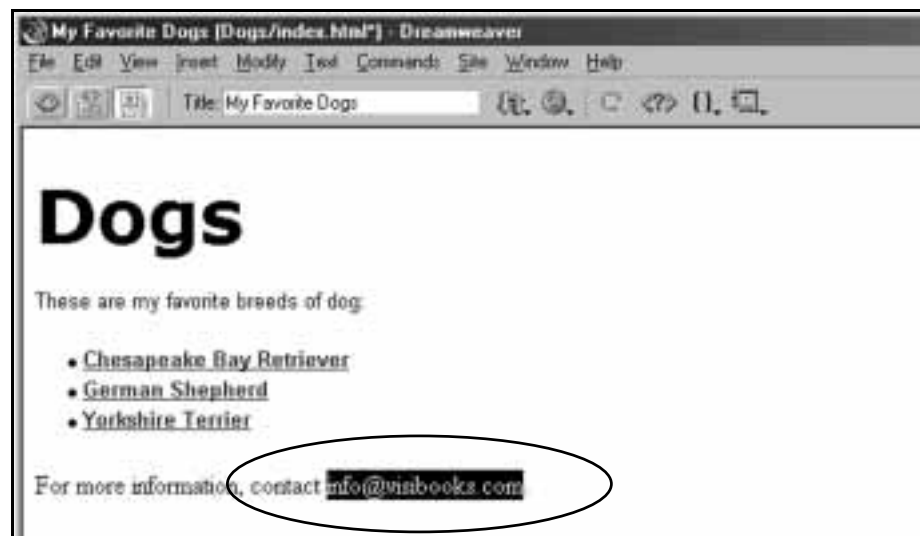 My Favorite Dogs (Dogs/index.html*) - Dreamweaver
File Edit View Insert Modify Text Commands Site Window Help
Title: My Favorite Dogs
Dogs
These are my favorite breeds of dog:
• Chesapeake Bay Retriever
• German Shepherd
• Yorkshire Terrier
For more information, contact info@visibooks.com